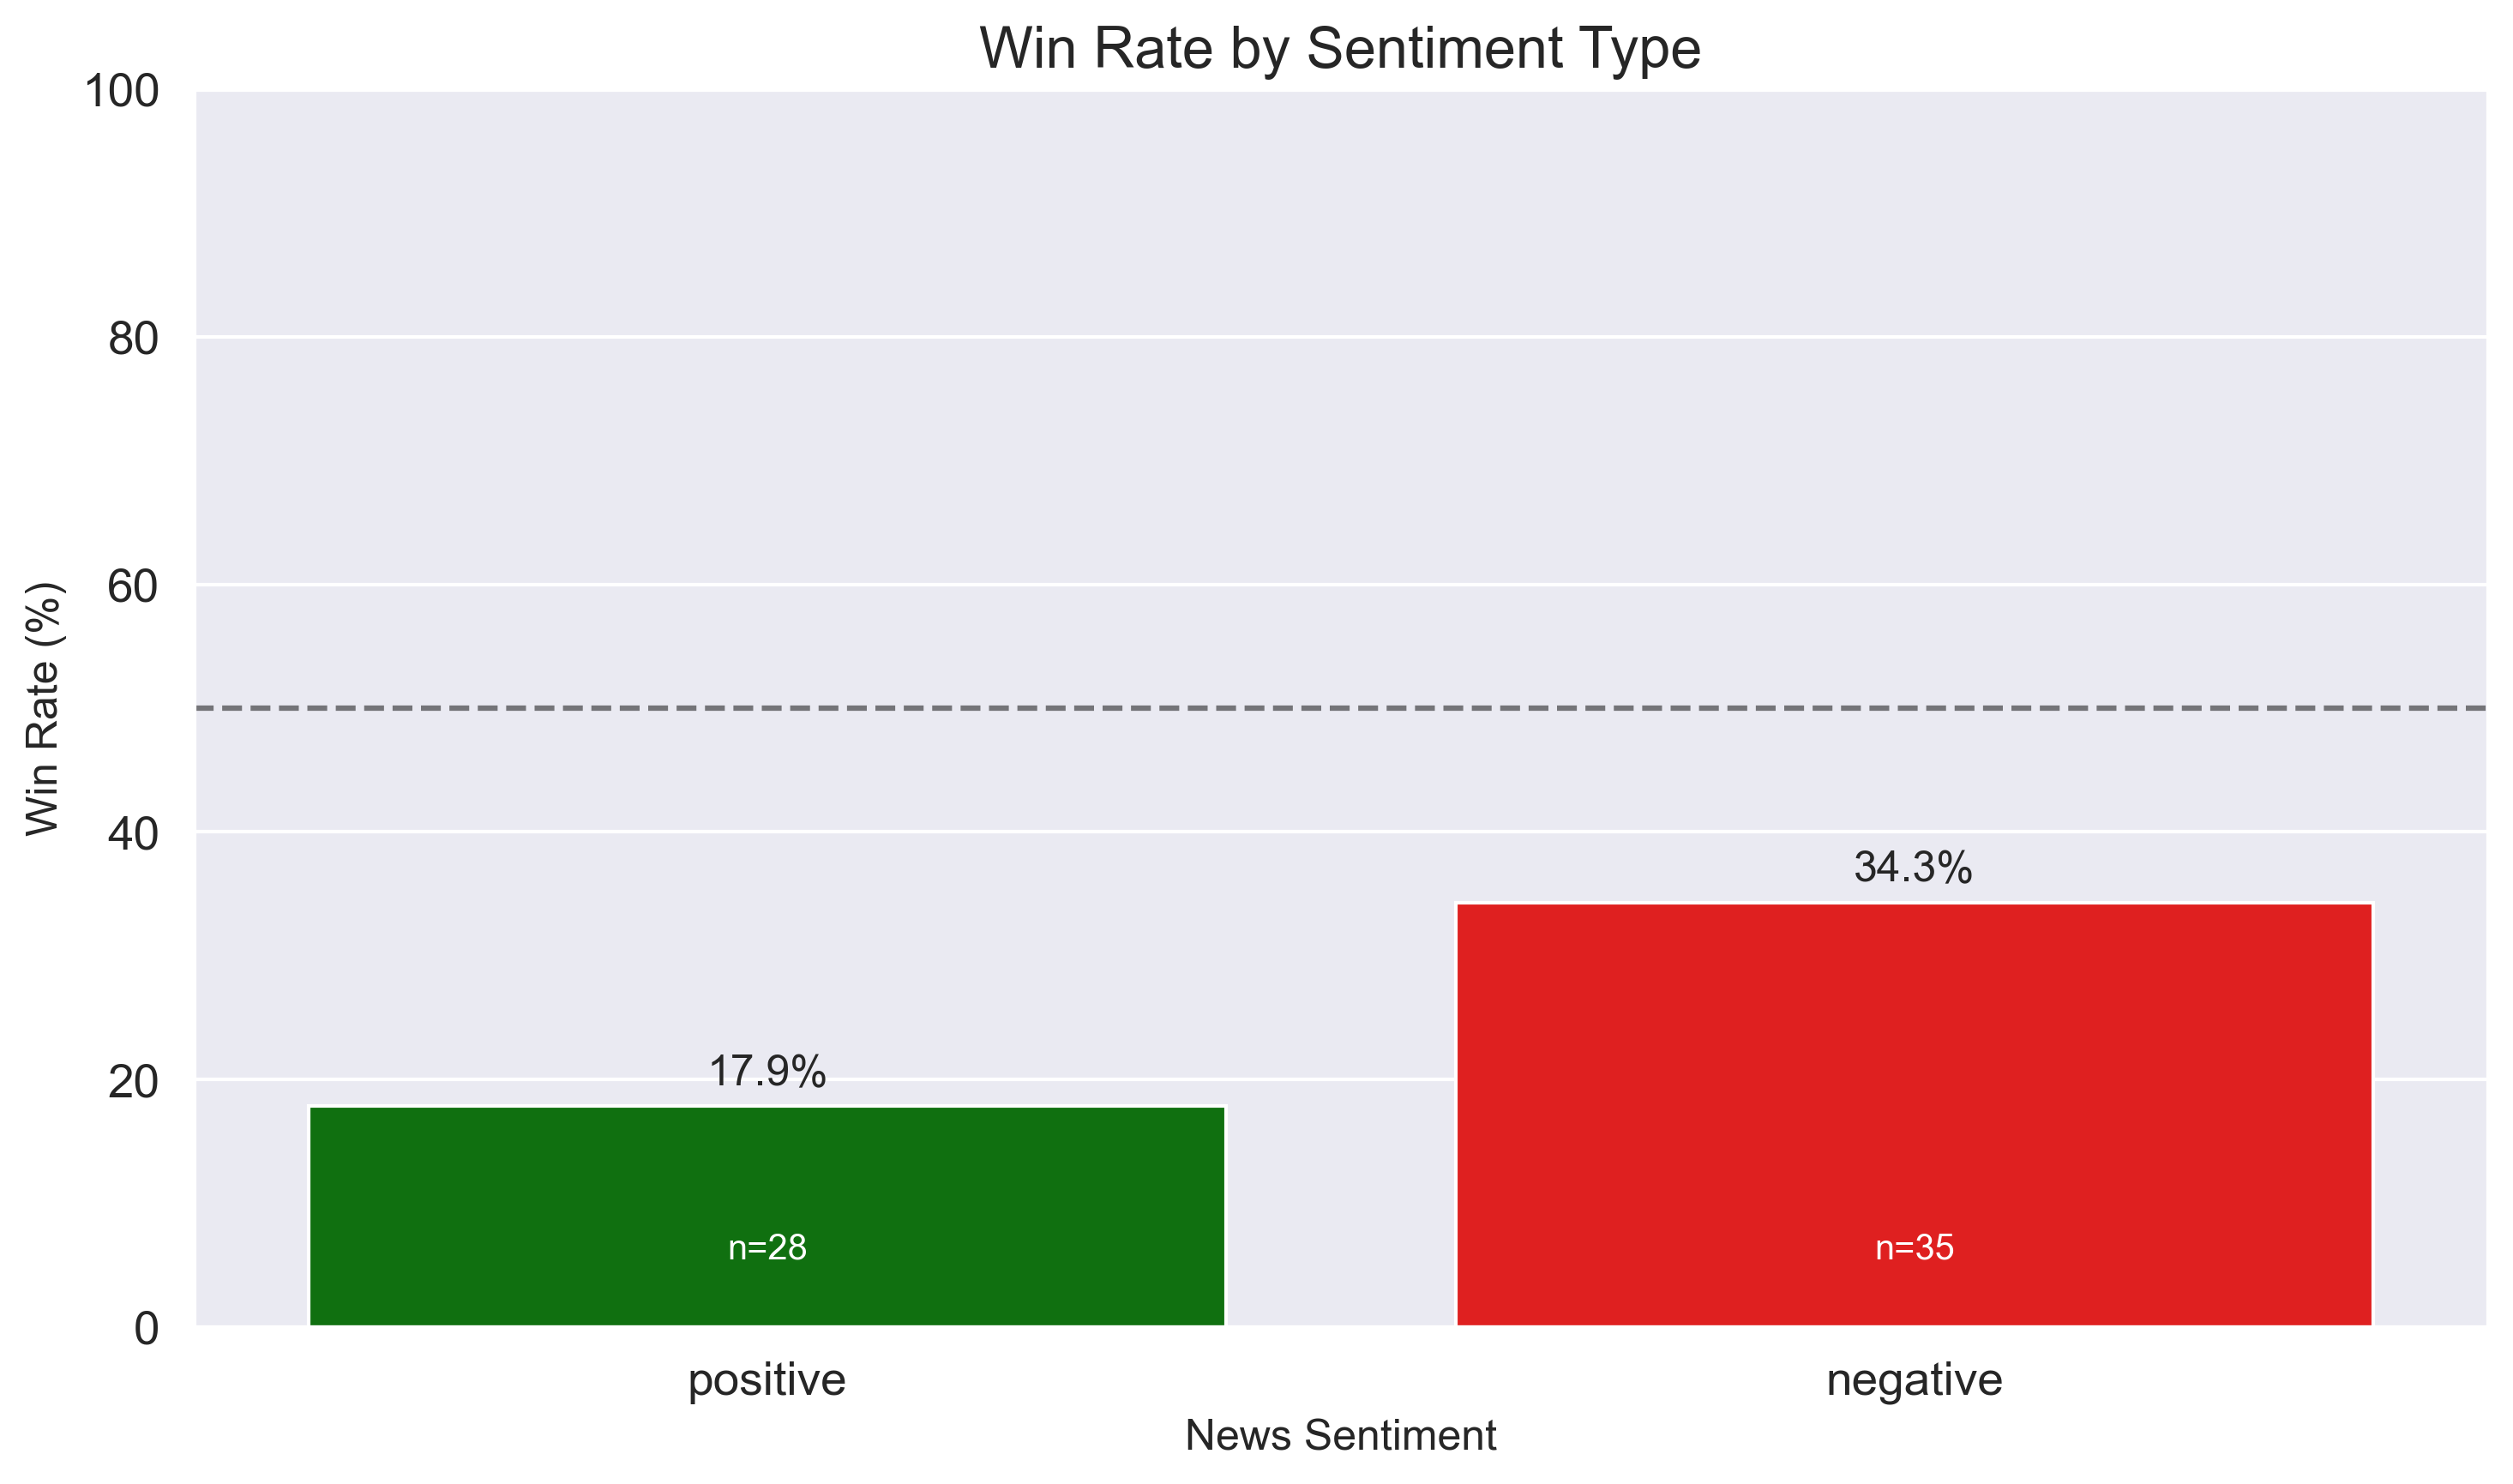 Win Rate by Sentiment Type
Win Rate (%)
100
80
60
40
20
0
17.9%
n=28
34.3%
n=35
positive
negative
News Sentiment